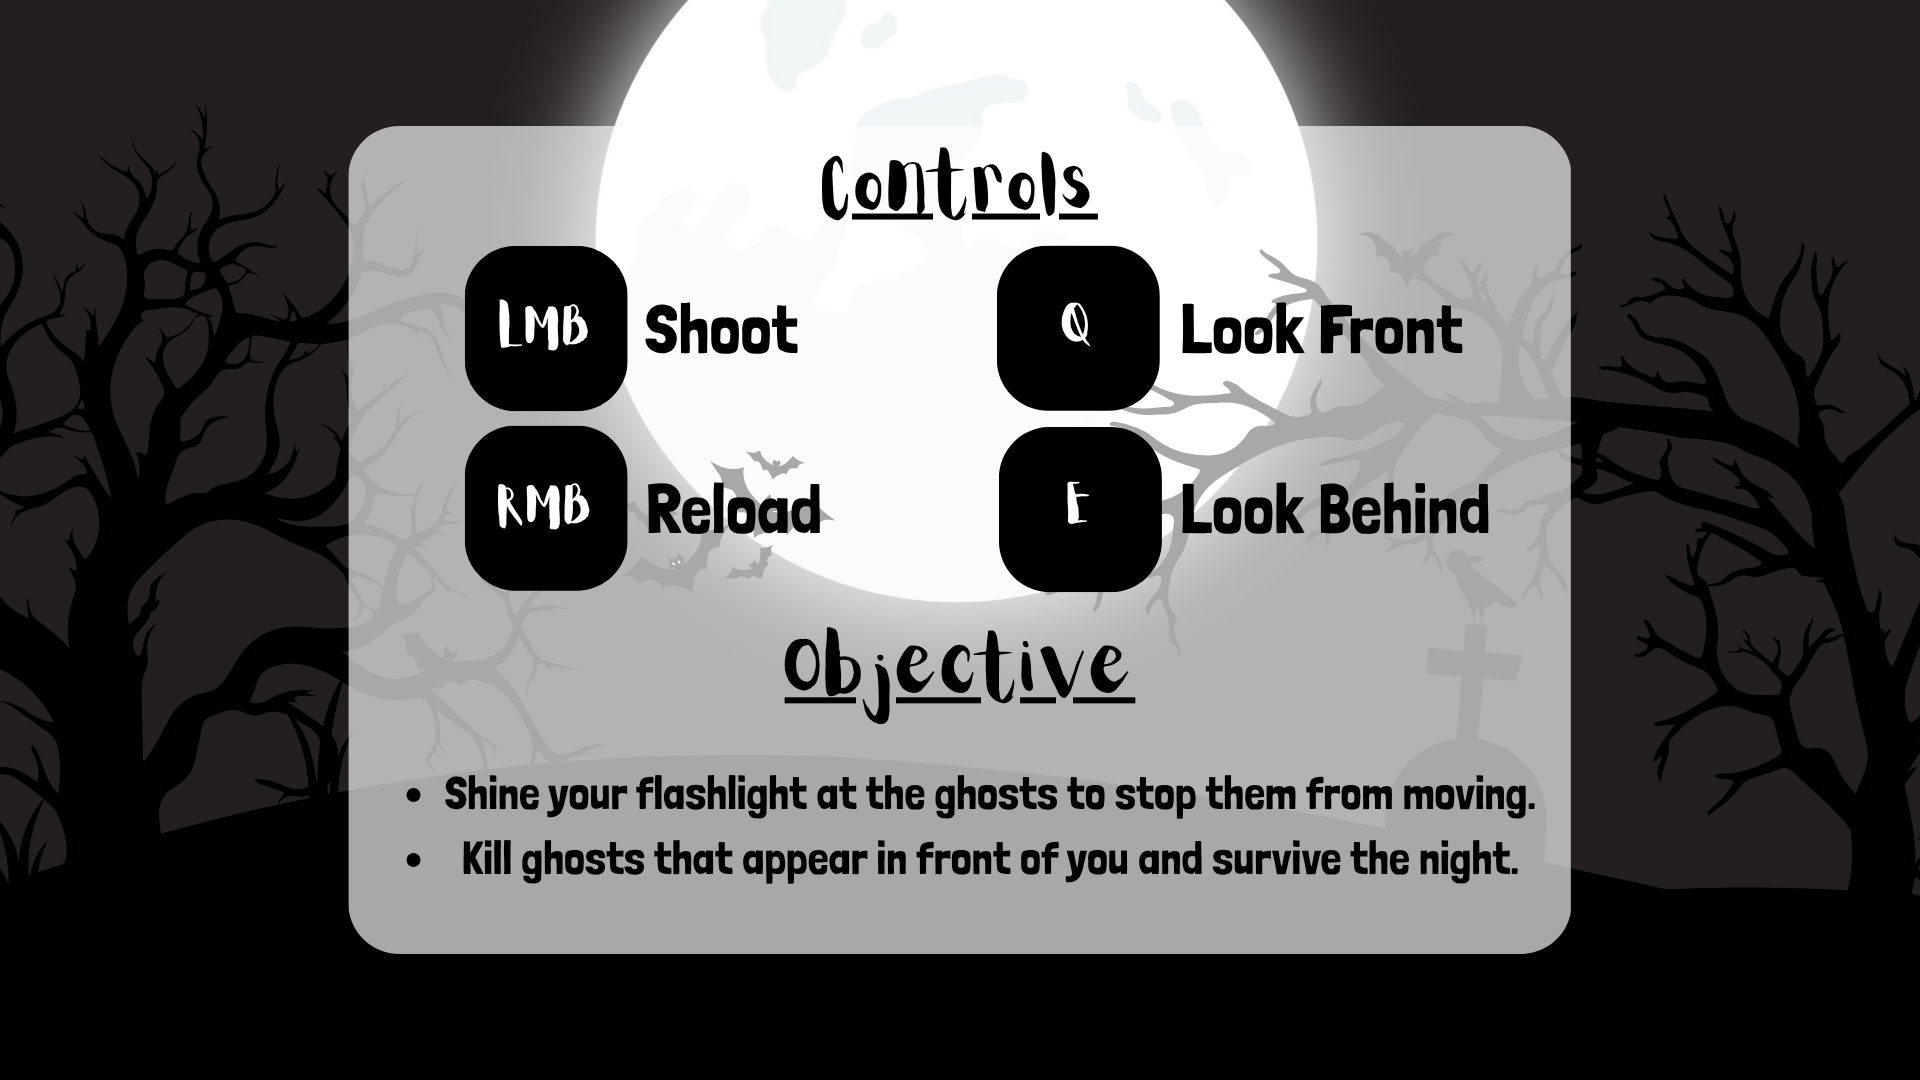 Controls
LMB Shoot
Q Look Front
RMB Reload
E Look Behind
Objective
• Shine your flashlight at the ghosts to stop them from moving.
• Kill ghosts that appear in front of you and survive the night.